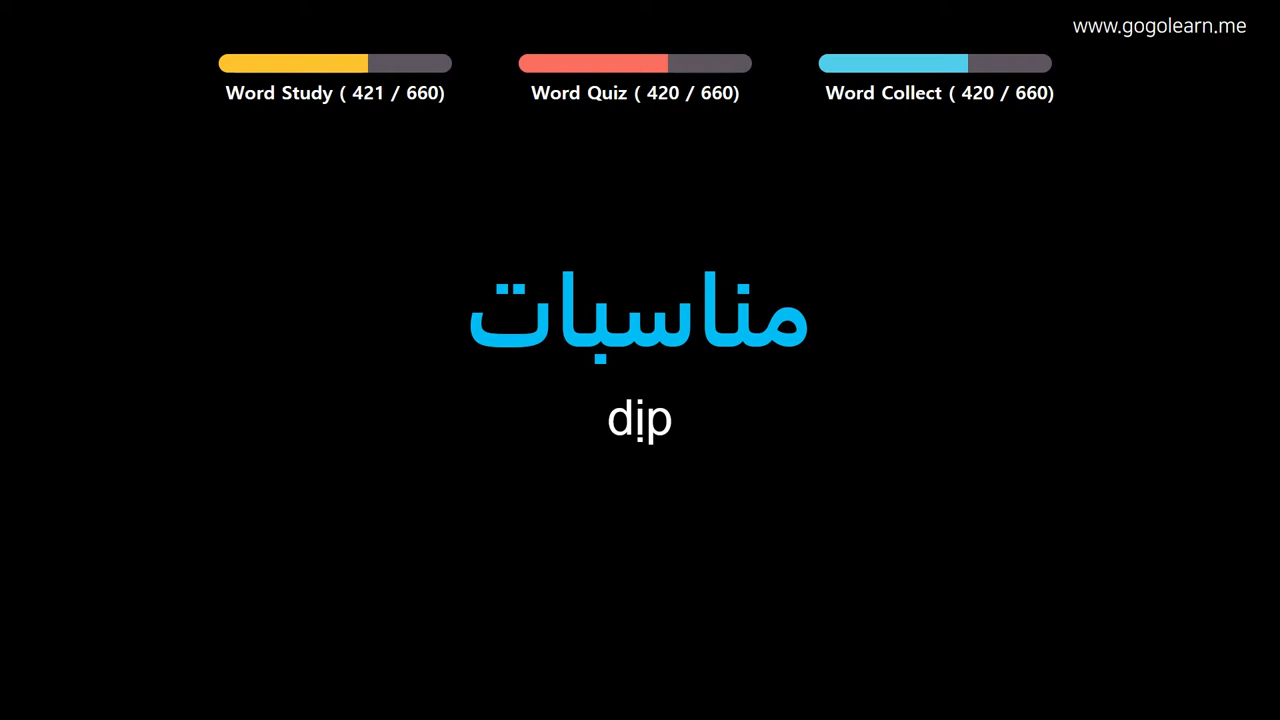 www.gogolearn.me
Word Study ( 421 / 660)
Word Quiz ( 420 / 660)
Word Collect ( 420 / 660)
مناسبات
dịp